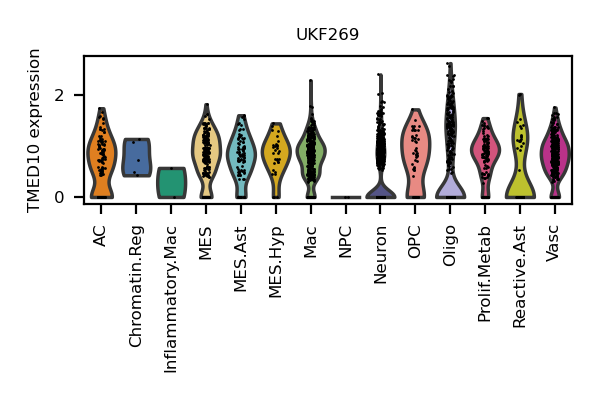 UKF269
TMED10 expression
2
0
AC
Chromatin.Reg
Inflammatory.Mac
MES
MES.Ast
MES.Hyp
Mac
NPC
Neuron
OPC
Oligo
Prolif.Metab
Reactive.Ast
Vasc